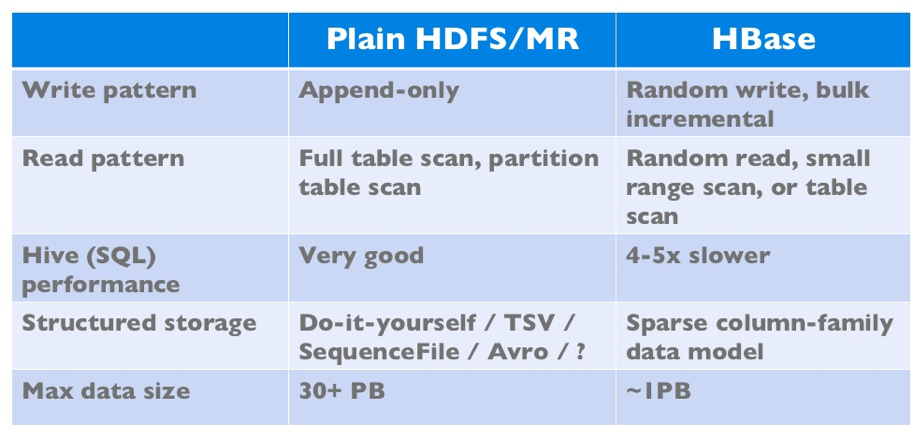 Plain HDFS/MR HBase
Write pattern Append-only Random write, bulk
incremental
Read pattern Full table scan, partition Random read, small
table scan range scan, or table
scan
Hive (SQL) Very good 4-5x slower
performance
Structured storage Do-it-yourself / TSV / Sparse column-family
SequenceFile / Avro / ? data model
Max data size 30+ PB ~1PB